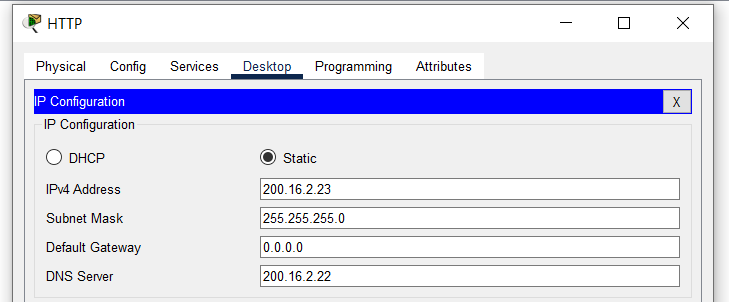 HTTP
Physical Config Services Desktop Programming Attributes
IP Configuration X
IP Configuration
DHCP Static
IPv4 Address 200.16.2.23
Subnet Mask 255.255.255.0
Default Gateway 0.0.0.0
DNS Server 200.16.2.22